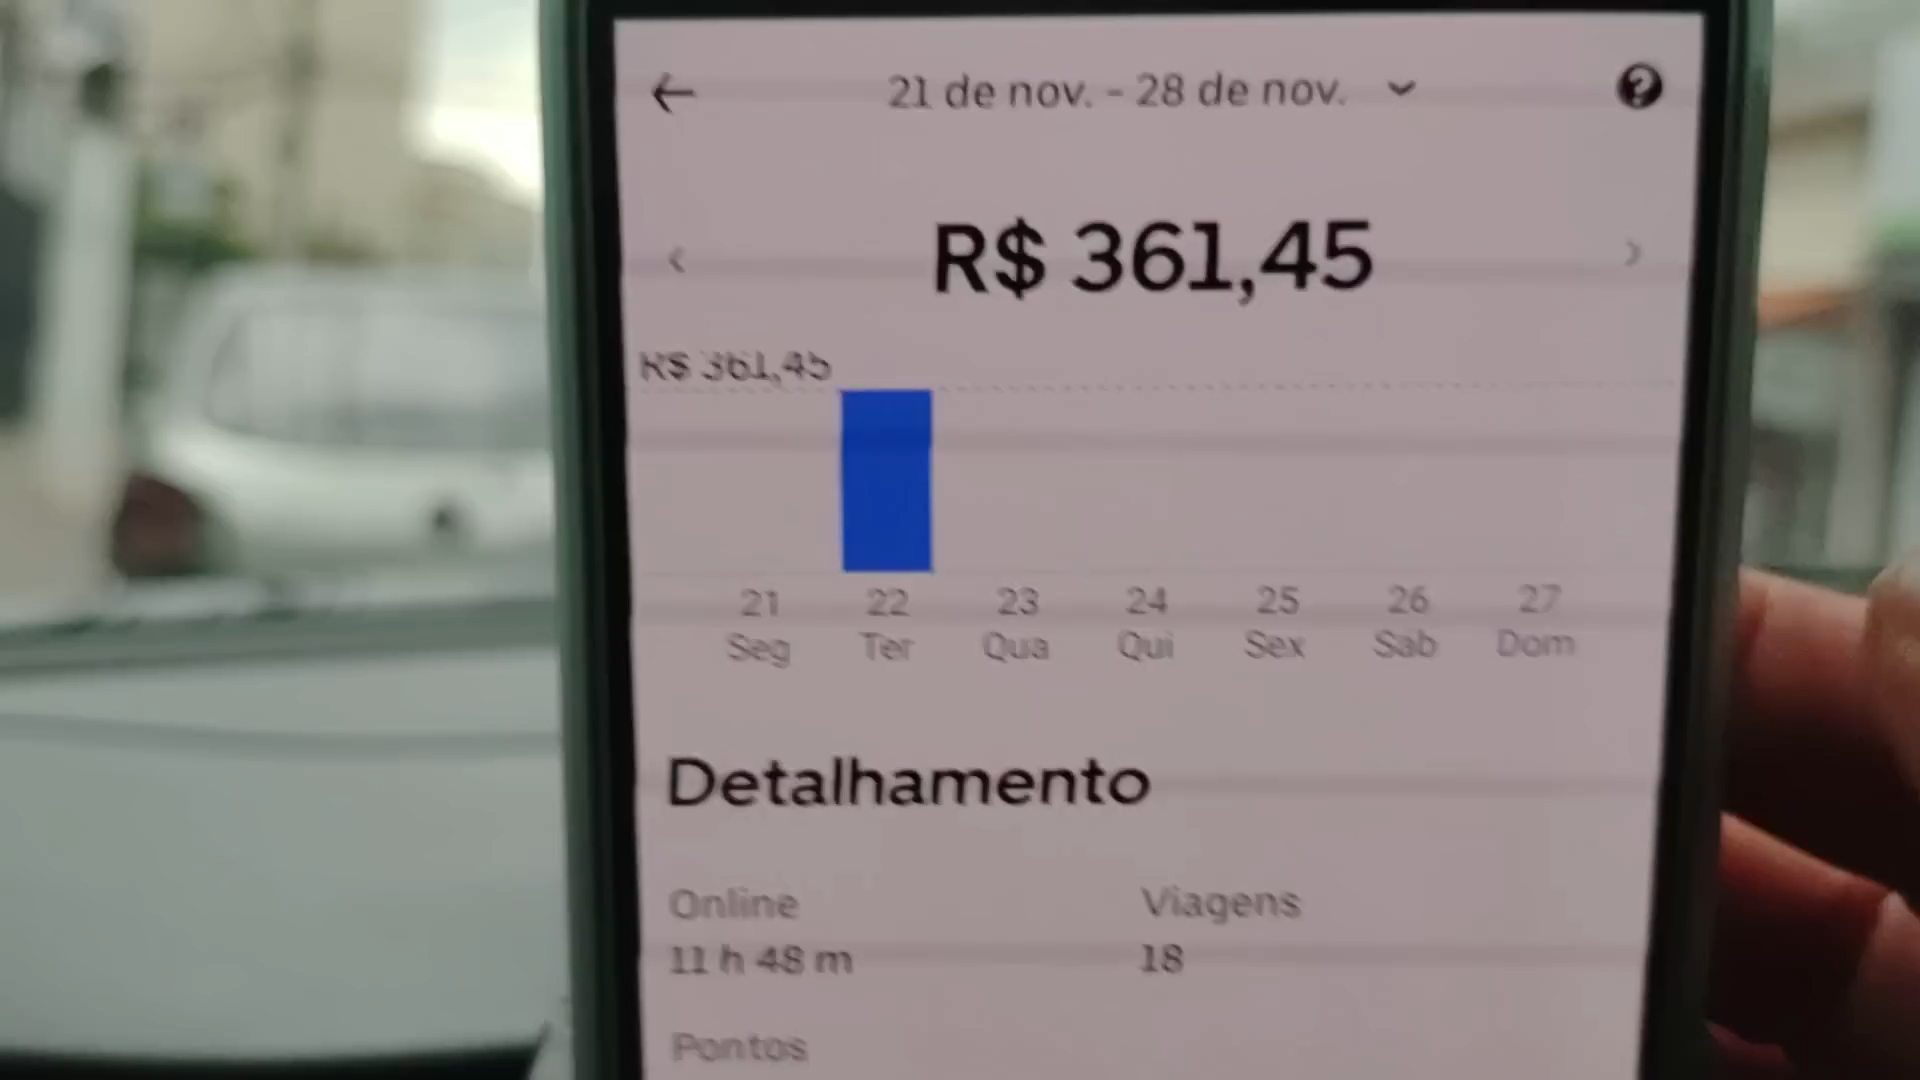 21 de nov. - 28 de nov.
R$ 361,45
R$ 361,45
21 22 23 24 25 26 27
Seg Ter Qua Qui Sex Sab Dom
Detalhamento
Online Viagens
11 h 48 m 18
Pontos